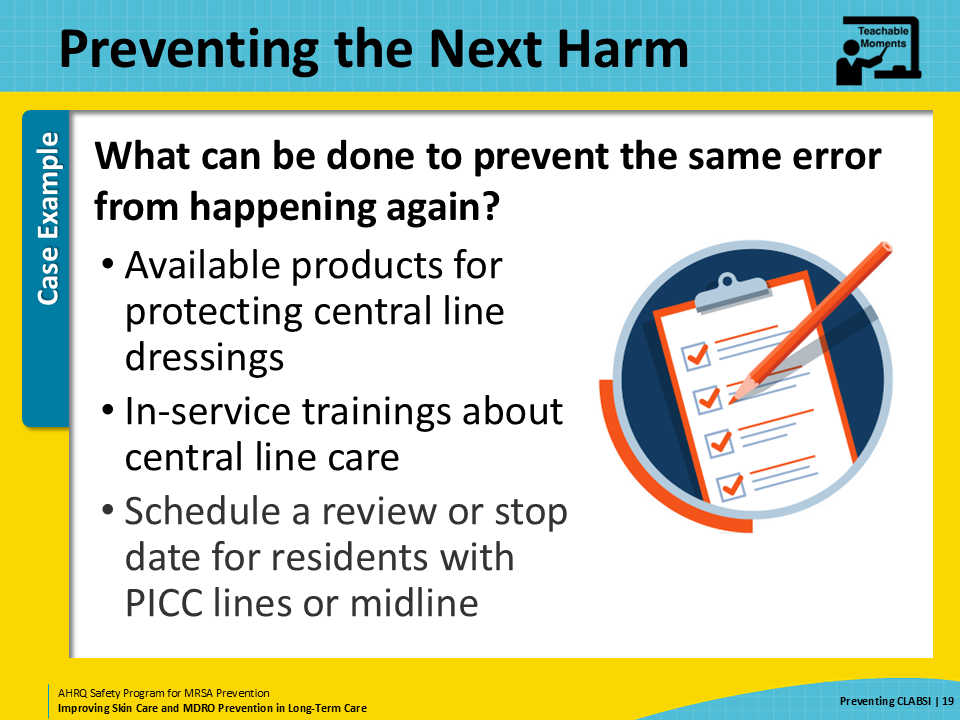 Preventing the Next Harm
Teachable
Moments
Case Example
What can be done to prevent the same error
from happening again?
• Available products for
protecting central line
dressings
• In-service trainings about
central line care
• Schedule a review or stop
date for residents with
PICC lines or midline
AHRQ Safety Program for MRSA Prevention
Improving Skin Care and MDRO Prevention in Long-Term Care
Preventing CLABSI | 19